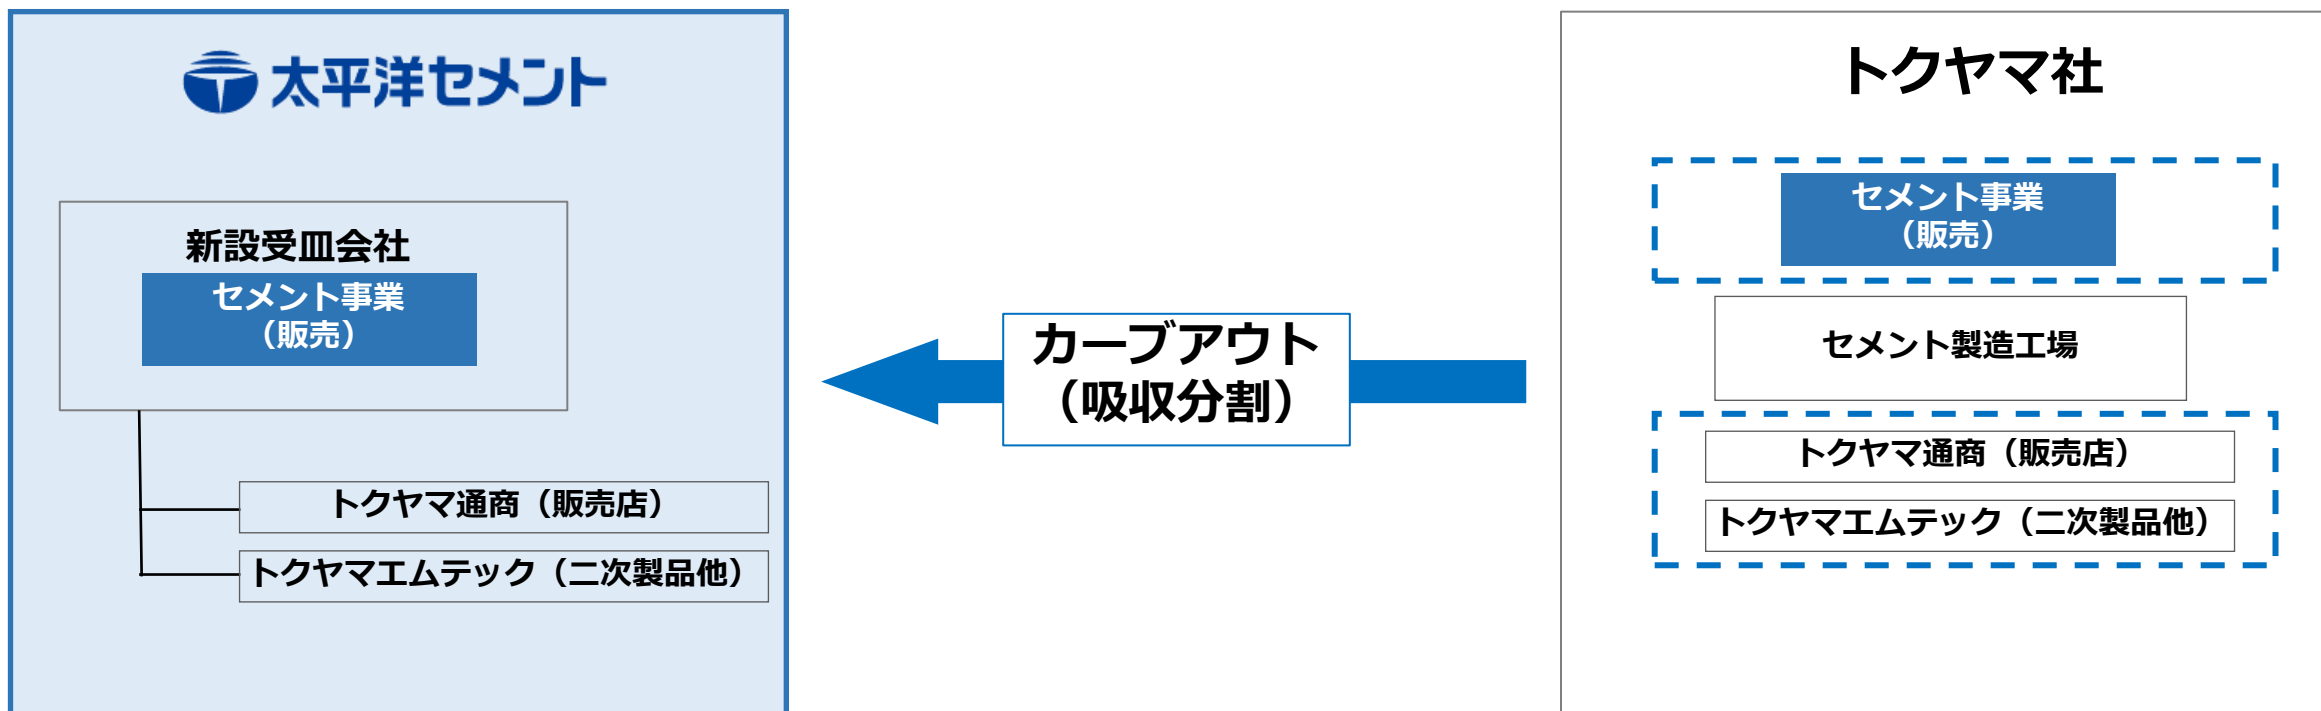 太平洋セメント
新設受皿会社
セメント事業
（販売）
トクヤマ通商（販売店）
トクヤマエムテック（二次製品他）
カーブアウト
（吸収分割）
トクヤマ社
セメント事業
（販売）
セメント製造工場
トクヤマ通商（販売店）
トクヤマエムテック（二次製品他）